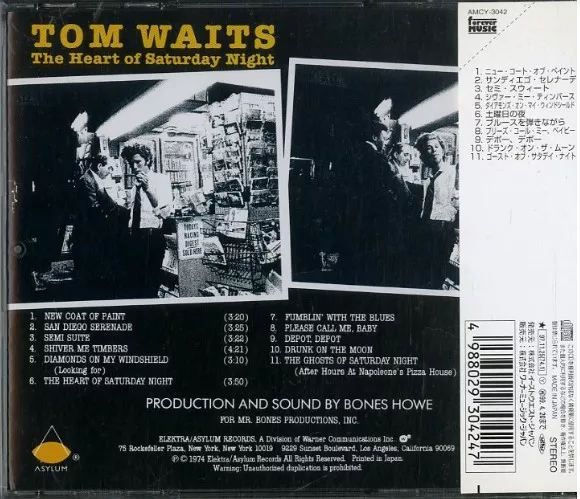 TOM WAITS
The Heart of Saturday Night
1. NEW COAT OF PAINT (3:20)
2. SAN DIEGO SERENADE (3:25)
3. SEMI SUITE (3:25)
4. SHIVER ME TIMBERS (4:21)
5. DIAMONDS ON MY WINDSHIELD (3:10)
(Looking for)
6. THE HEART OF SATURDAY NIGHT (3:50)
7. FUMBLIN' WITH THE BLUES
8. PLEASE CALL ME, BABY
9. DEPOT, DEPOT
10. DRUNK ON THE MOON
11. THE GHOSTS OF SATURDAY NIGHT
(After Hours At Napoleone's Pizza House)
PRODUCTION AND SOUND BY BONES HOWE
FOR MR. BONES PRODUCTIONS, INC.
ASYLUM
ELEKTRA/ASYLUM RECORDS, A Division of Warner Communications Inc.
75 Rockefeller Plaza, New York, New York 10019 9229 Sunset Boulevard, Los Angeles, California 90069
℗ © 1974 Elektra/Asylum Records All Rights Reserved. Printed in Japan
Warning: Unauthorized duplication is prohibited.
AMCY-3042
forever MUSIC
1. ニュー・コート・オブ・ペイント
2. サンディエゴ・セレナーデ
3. セミ・スウィート
4. シヴァー・ミー・ティンバース
5. ダイアモンズ・オン・マイ・ウィンドシールド
6. 土曜日の夜
7. ブルースを弾きながら
8. プリーズ・コール・ミー、ベイビー
9. デポー、デポー
10. ドランク・オン・ザ・ムーン
11. ゴースト・オブ・サタデイ・ナイト
STEREO
MADE IN JAPAN
4 988029 304247